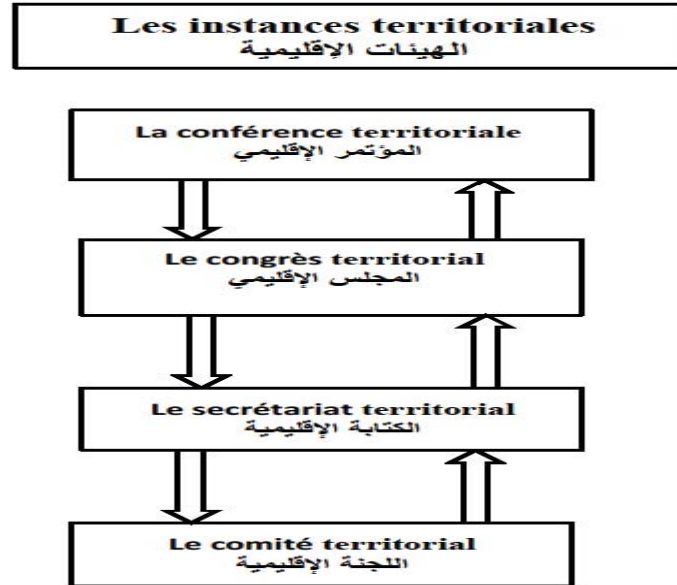 Les instances territoriales
الهيئات الإقليمية
La conférence territoriale
المؤتمر الإقليمي
Le congrès territorial
المجلس الإقليمي
Le secrétariat territorial
الكتابة الإقليمية
Le comité territorial
اللجنة الإقليمية